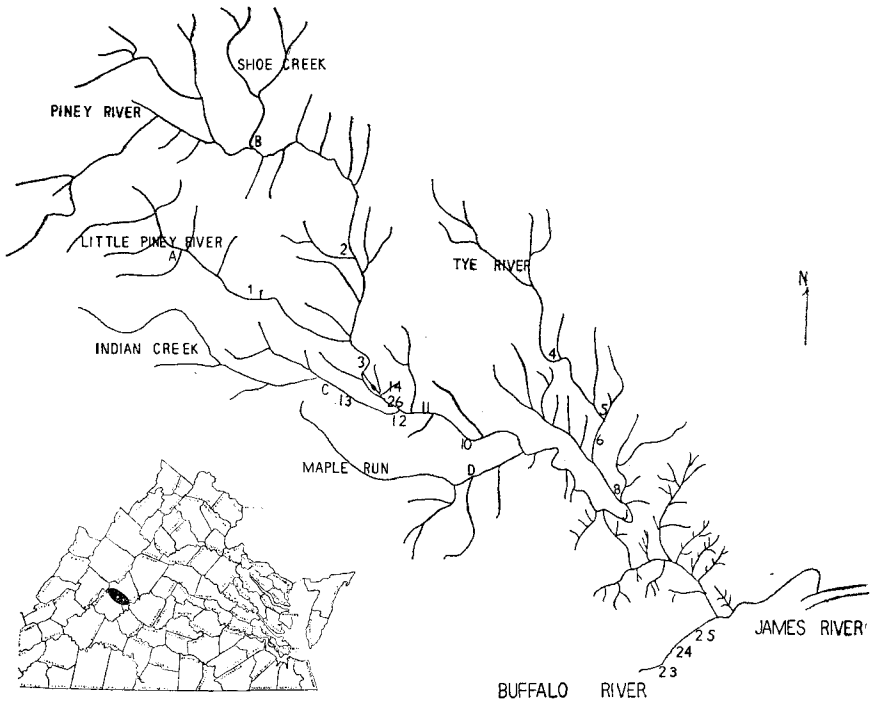 SHOE CREEK
PINEY RIVER
B
LITTLE PINEY RIVER
A
2
TYE RIVER
N
1
INDIAN CREEK
3
4
C
13
14
26
12
11
10
5
6
MAPLE RUN
D
8
25
24
23
JAMES RIVER
BUFFALO RIVER